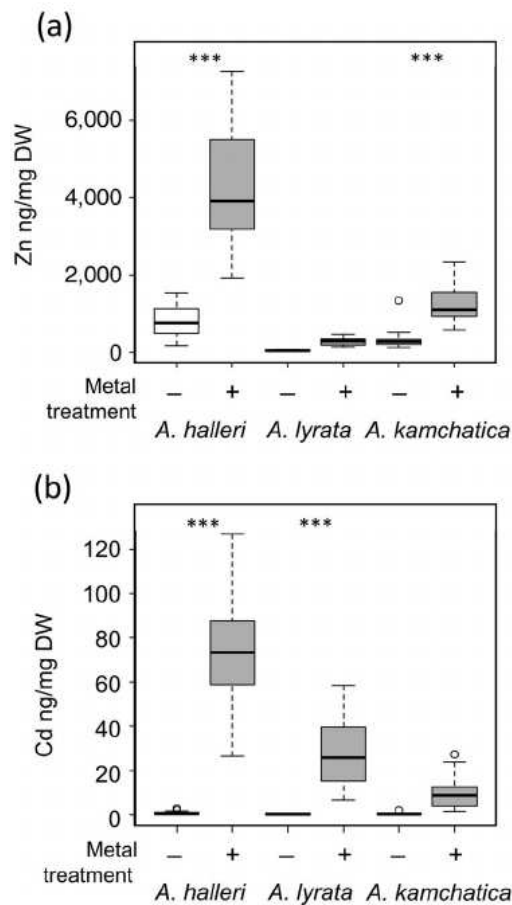 (a)
*** ***
Zn ng/mg DW
6,000
4,000
2,000
0
Metal treatment
– + – + – +
A. halleri A. lyrata A. kamchatica
(b)
*** ***
Cd ng/mg DW
120
100
80
60
40
20
0
Metal treatment
– + – + – +
A. halleri A. lyrata A. kamchatica